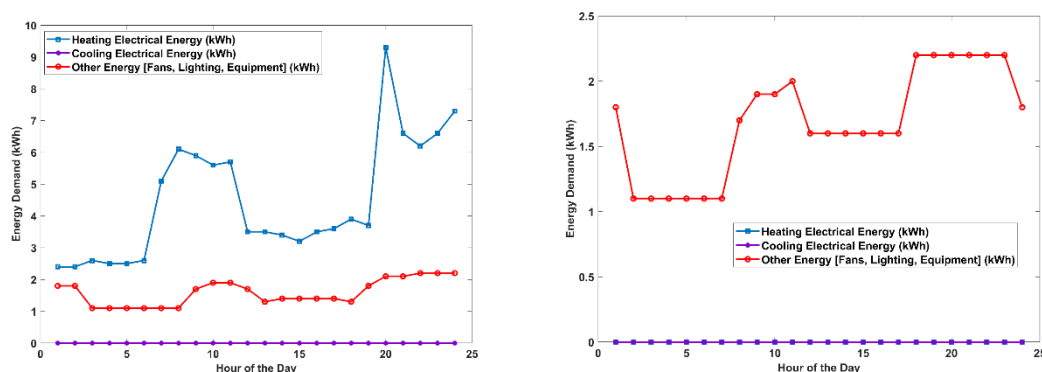 10
9
8
7
6
5
4
3
2
1
0
Energy Demand (kWh)
Heating Electrical Energy (kWh)
Cooling Electrical Energy (kWh)
Other Energy [Fans, Lighting, Equipment] (kWh)
0 5 10 15 20 25
Hour of the Day
2.5
2
1.5
1
0.5
0
Energy Demand (kWh)
Heating Electrical Energy (kWh)
Cooling Electrical Energy (kWh)
Other Energy [Fans, Lighting, Equipment] (kWh)
0 5 10 15 20 25
Hour of the Day